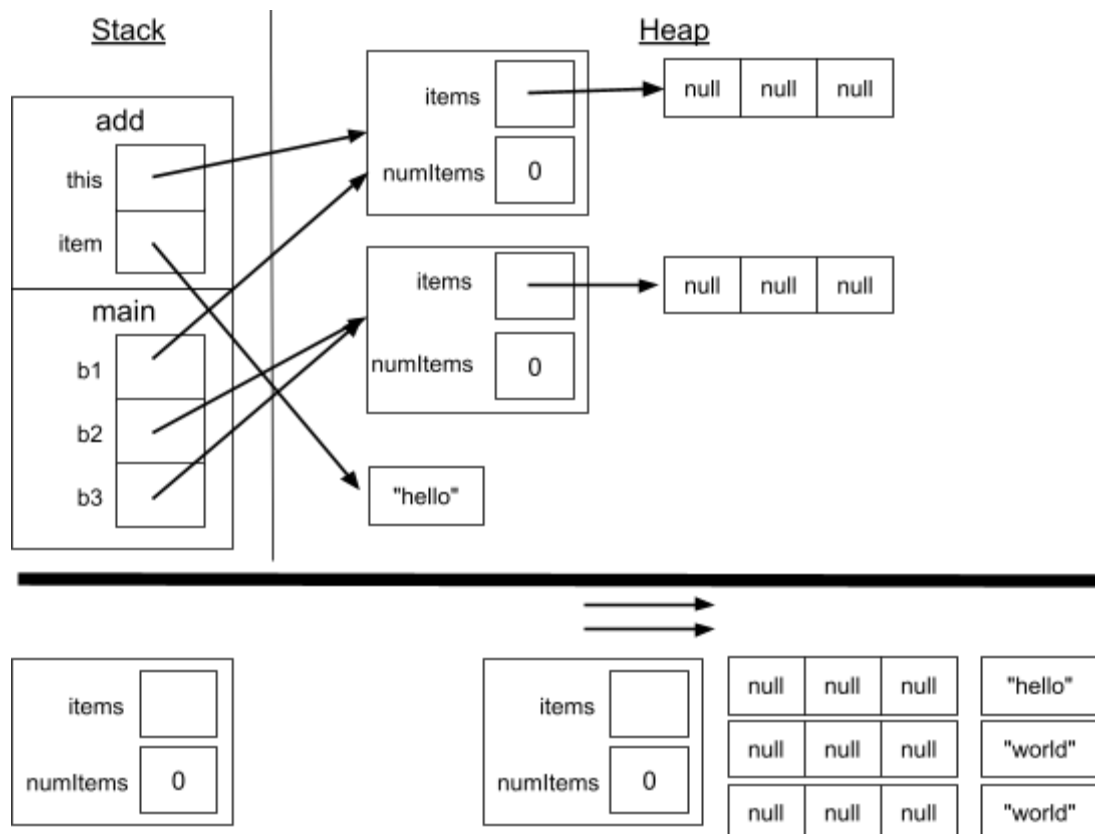 Stack
Heap
add
this
item
main
b1
b2
b3
items
numItems 0
null null null
items
numItems 0
null null null
"hello"
items
numItems 0
items
numItems 0
null null null "hello"
null null null "world"
null null null "world"